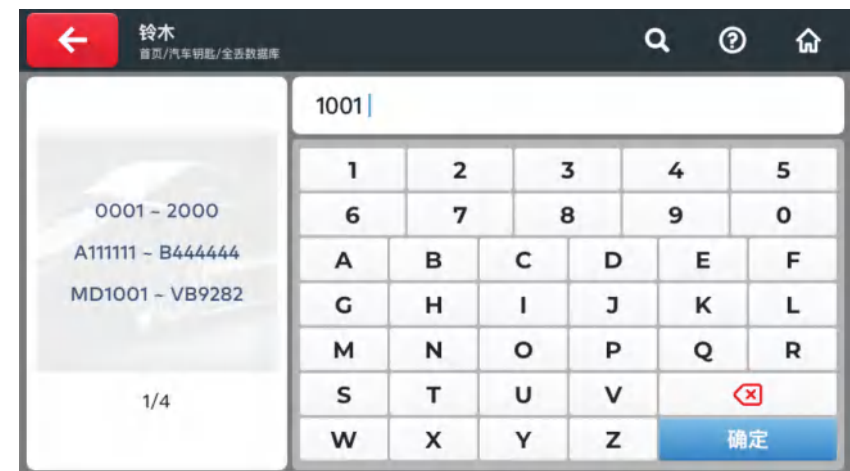 铃木
首页/汽车钥匙/全丢数据库
1001
0001 ~ 2000
A111111 ~ B444444
MD1001 ~ VB9282
1/4
1 2 3 4 5
6 7 8 9 0
A B C D E F
G H I J K L
M N O P Q R
S T U V
W X Y Z 确定